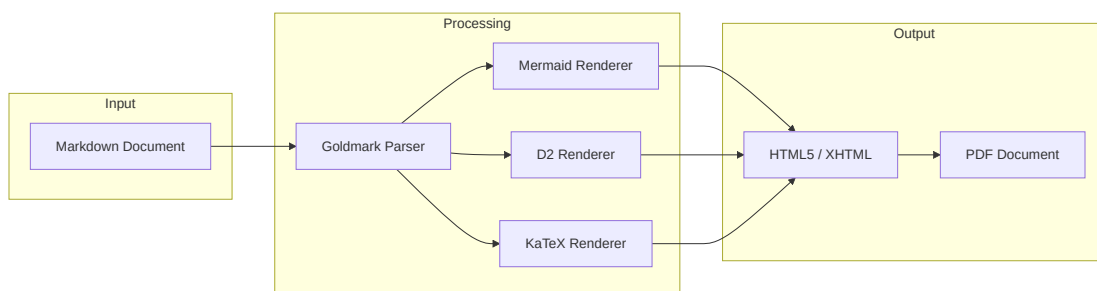 Input
Markdown Document
Processing
Goldmark Parser
Mermaid Renderer
D2 Renderer
KaTeX Renderer
Output
HTML5 / XHTML
PDF Document